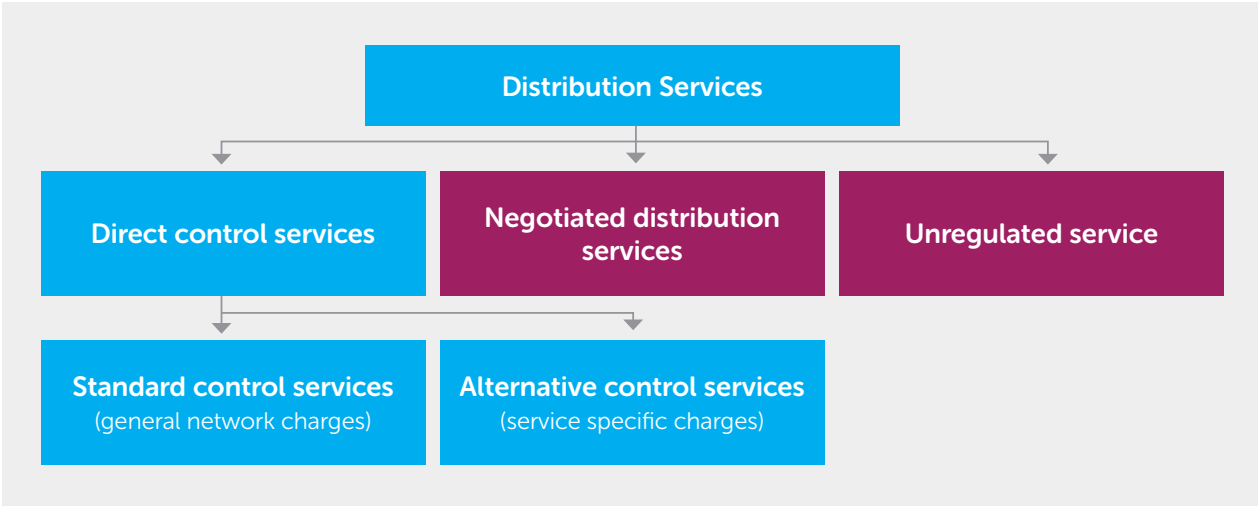 Distribution Services
Direct control services
Negotiated distribution
services
Unregulated service
Standard control services
(general network charges)
Alternative control services
(service specific charges)